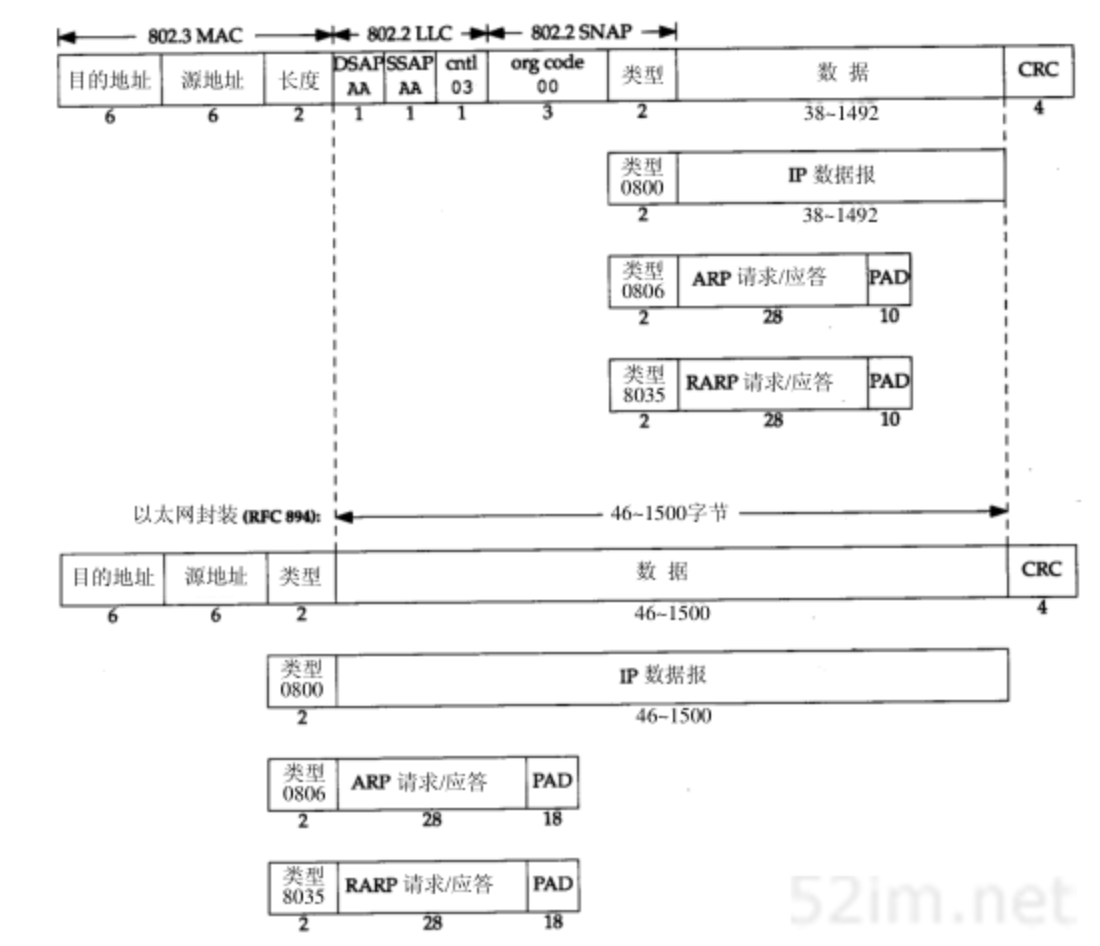 802.3 MAC 802.2 LLC 802.2 SNAP
目的地址 源地址 长度 DSAP AA SSAP AA cntl 03 org code 00 类型 数 据 CRC
6 6 2 1 1 1 3 2 38~1492 4
类型 0800 IP 数据报
2 38~1492
类型 0806 ARP 请求/应答 PAD
2 28 10
类型 8035 RARP 请求/应答 PAD
2 28 10
以太网封装 (RFC 894): 46~1500字节
目的地址 源地址 类型 数 据 CRC
6 6 2 46~1500 4
类型 0800 IP 数据报
2 46~1500
类型 0806 ARP 请求/应答 PAD
2 28 18
类型 8035 RARP 请求/应答 PAD
2 28 18
52im.net